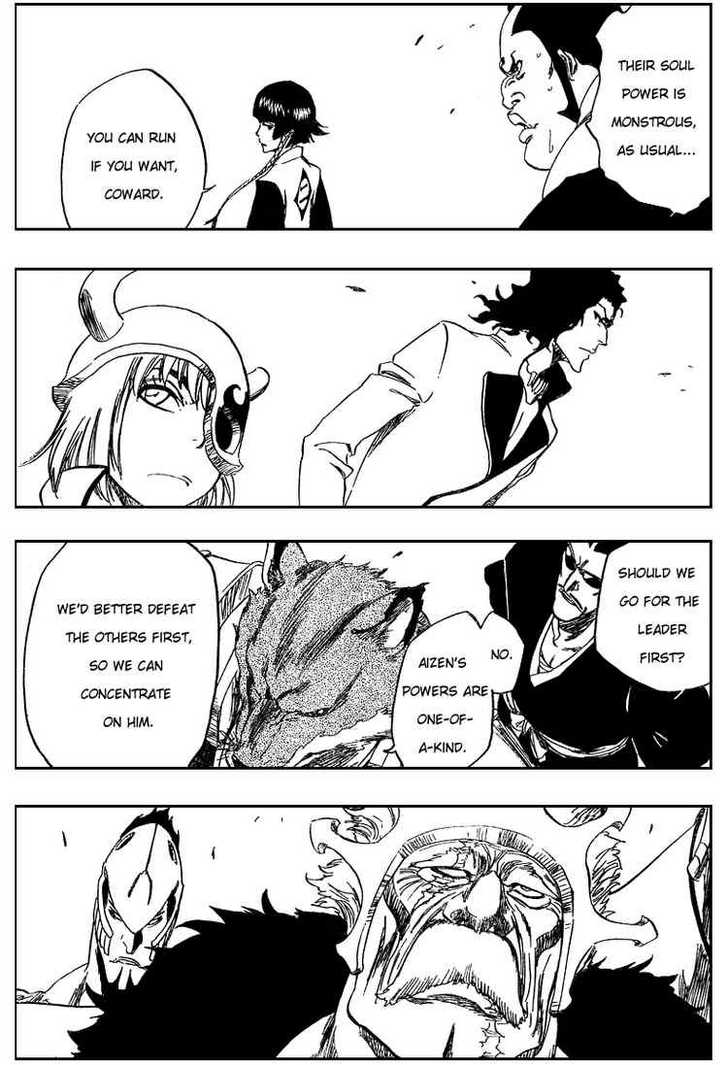 THEIR SOUL
POWER IS
MONSTROUS,
AS USUAL...
YOU CAN RUN
IF YOU WANT,
COWARD.
SHOULD WE
GO FOR THE
LEADER
FIRST?
NO.
AIZEN'S
POWERS ARE
ONE-OF-
A-KIND.
WE'D BETTER DEFEAT
THE OTHERS FIRST,
SO WE CAN
CONCENTRATE
ON HIM.